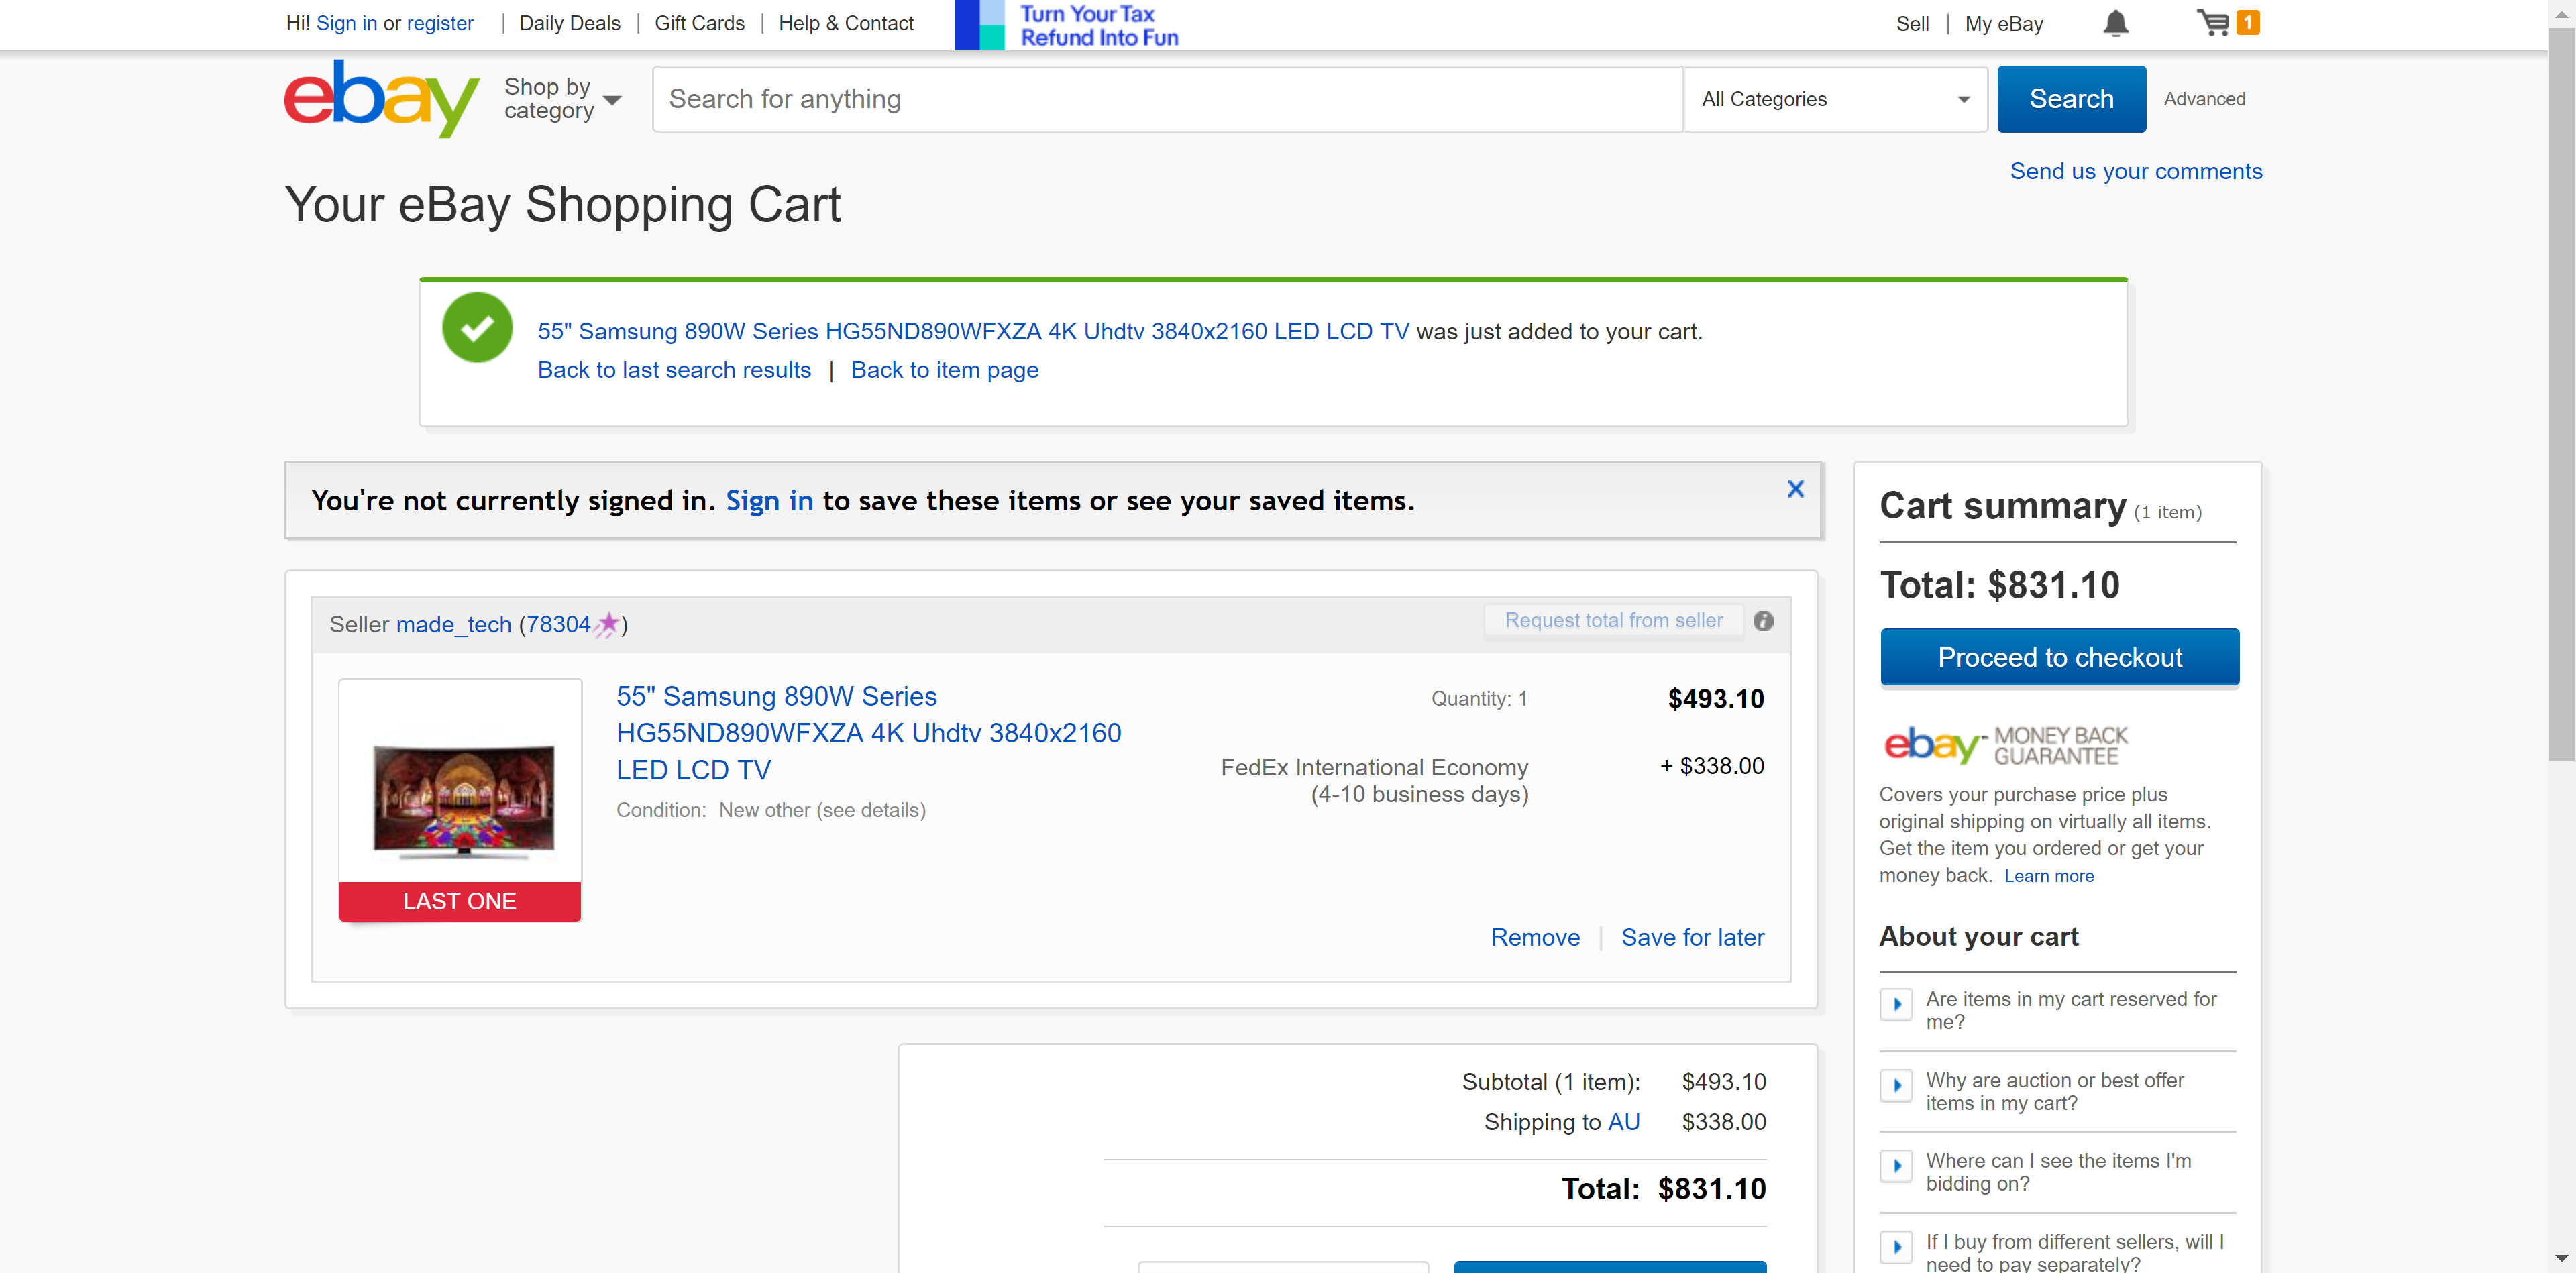 Hi! Sign in or register | Daily Deals | Gift Cards | Help & Contact
Turn Your Tax
Refund Into Fun
Sell | My eBay
1
ebay
Shop by
category
Search for anything
All Categories
Search
Advanced
Send us your comments
Your eBay Shopping Cart
55" Samsung 890W Series HG55ND890WFXZA 4K Uhdtv 3840x2160 LED LCD TV was just added to your cart.
Back to last search results | Back to item page
You're not currently signed in. Sign in to save these items or see your saved items.
Seller made_tech (78304)
Request total from seller
55" Samsung 890W Series
HG55ND890WFXZA 4K Uhdtv 3840x2160
LED LCD TV
Condition: New other (see details)
Quantity: 1
$493.10
FedEx International Economy
(4-10 business days)
+ $338.00
LAST ONE
Remove | Save for later
Subtotal (1 item): $493.10
Shipping to AU $338.00
Total: $831.10
Cart summary (1 item)
Total: $831.10
Proceed to checkout
ebay MONEY BACK
GUARANTEE
Covers your purchase price plus
original shipping on virtually all items.
Get the item you ordered or get your
money back. Learn more
About your cart
Are items in my cart reserved for
me?
Why are auction or best offer
items in my cart?
Where can I see the items I'm
bidding on?
If I buy from different sellers, will I
need to pay separately?